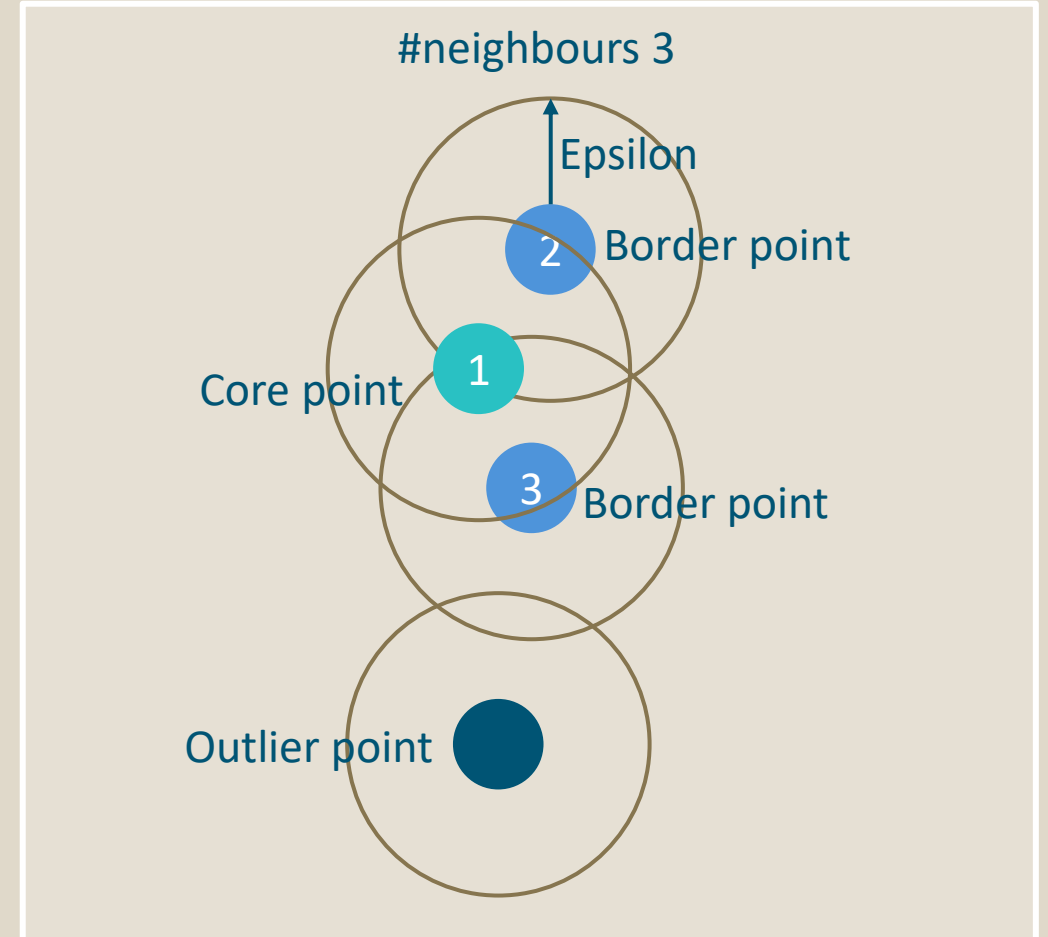 #neighbours 3
Epsilon
2
Border point
1
Core point
3
Border point
Outlier point